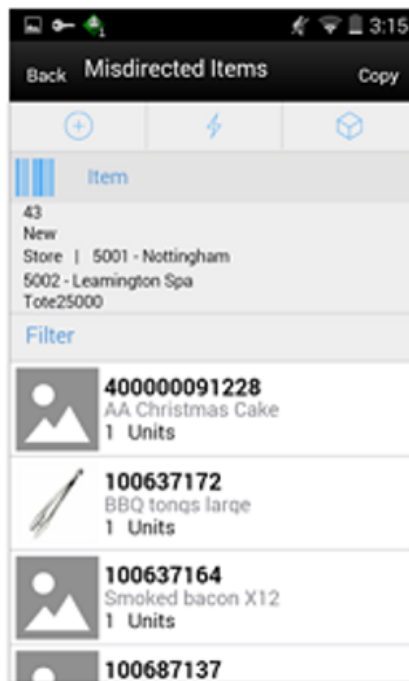 3:15
Back Misdirected Items Copy
Item
43
New
Store | 5001 - Nottingham
5002 - Leamington Spa
Tote25000
Filter
400000091228
AA Christmas Cake
1 Units
100637172
BBQ tongs large
1 Units
100637164
Smoked bacon X12
1 Units
100687137